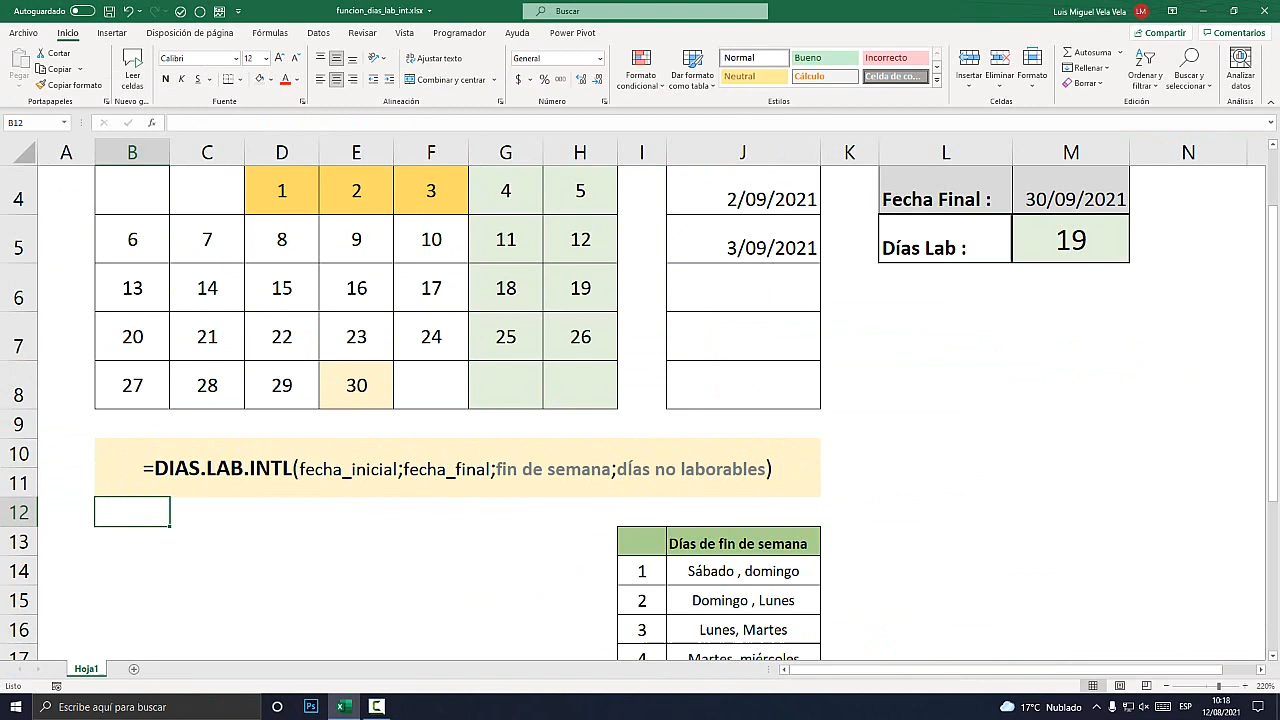 Autoguardado
funcion_dias_lab_int.xlsx
Buscar
Luis Miguel Vela Vela
LM
Archivo
Inicio
Insertar
Disposición de página
Fórmulas
Datos
Revisar
Vista
Programador
Ayuda
Power Pivot
Compartir
Comentarios
Pegar
Cortar
Copiar
Copiar formato
Portapapeles
Leer celdas
Nuevo g...
Calibri
12
N K S
Fuente
Ajustar texto
Combinar y centrar
Alineación
General
Número
Formato condicional
Dar formato como tabla
Normal
Bueno
Incorrecto
Neutral
Cálculo
Celda de co...
Estilos
Insertar
Eliminar
Formato
Celdas
Autosuma
Rellenar
Borrar
Ordenar y filtrar
Buscar y seleccionar
Edición
Analizar datos
Análisis
B12
fx
A B C D E F G H I J K L M N
4 1 2 3 4 5 2/09/2021 Fecha Final : 30/09/2021
5 6 7 8 9 10 11 12 3/09/2021 Días Lab : 19
6 13 14 15 16 17 18 19
7 20 21 22 23 24 25 26
8 27 28 29 30
9
10
=DIAS.LAB.INTL(fecha_inicial;fecha_final;fin de semana;días no laborables)
11
12
13 Días de fin de semana
14 1 Sábado , domingo
15 2 Domingo , Lunes
16 3 Lunes, Martes
17 4 Martes, miércoles
Hoja1
Listo
220%
Escribe aquí para buscar
Ps
17°C Nublado
ESP
10:18
12/08/2021